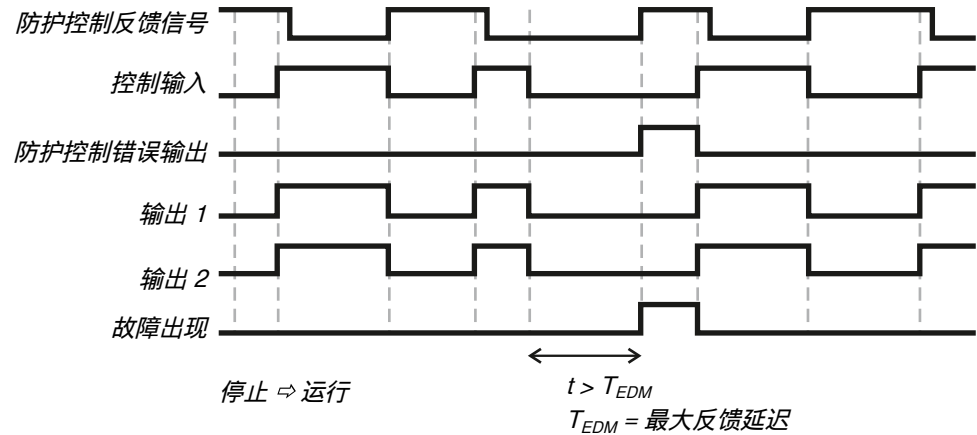 防护控制反馈信号
控制输入
防护控制错误输出
输出 1
输出 2
故障出现
停止 ⇨ 运行
t > T_EDM
T_EDM = 最大反馈延迟